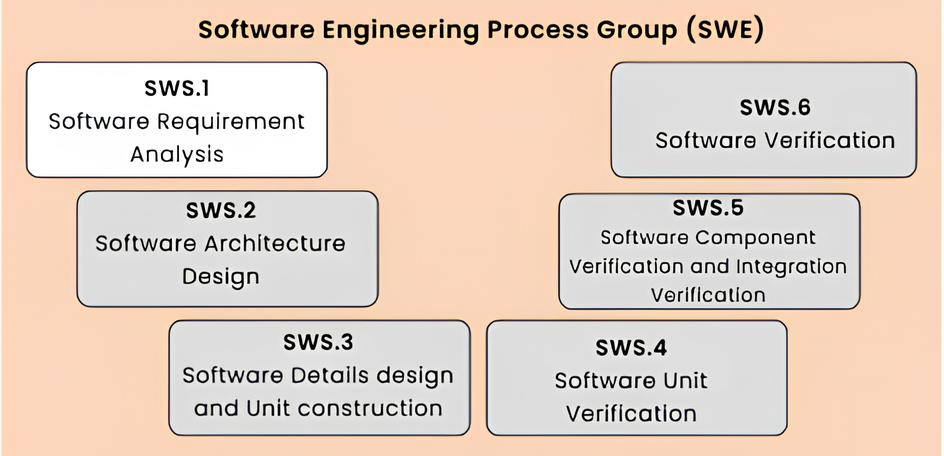 Software Engineering Process Group (SWE)
SWS.1
Software Requirement
Analysis
SWS.2
Software Architecture
Design
SWS.3
Software Details design
and Unit construction
SWS.4
Software Unit
Verification
SWS.5
Software Component
Verification and Integration
Verification
SWS.6
Software Verification